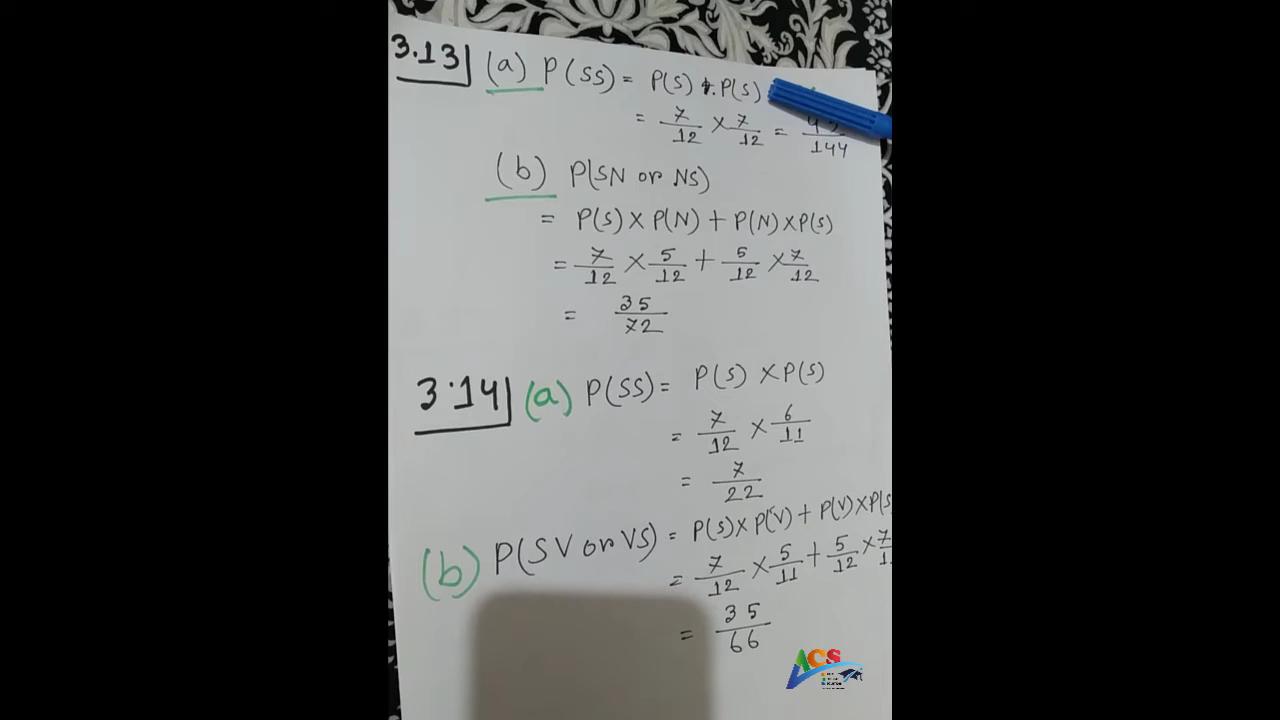 3.13 (a) P(SS) = P(S) . P(S)
= 7/12 × 7/12 = /144
(b) P(SN or NS)
= P(S) × P(N) + P(N) × P(S)
= 7/12 × 5/12 + 5/12 × 7/12
= 35/72
3.14 (a) P(SS) = P(S) × P(S)
= 7/12 × 6/11
= 7/22
(b) P(SV or VS) = P(S) × P(V) + P(V) × P(S
= 7/12 × 5/11 + 5/12 × 7/1
= 35/66
ACS